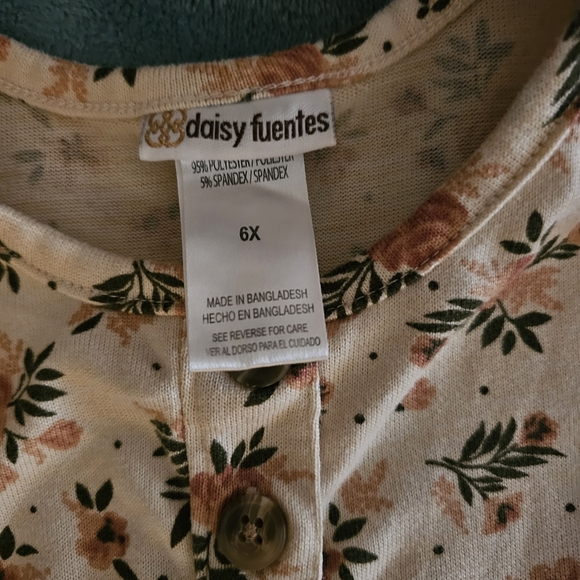 daisy fuentes
95% POLYESTER/POLIESTER
5% SPANDEX/SPANDEX
6X
MADE IN BANGLADESH
HECHO EN BANGLADESH
SEE REVERSE FOR CARE
VER AL DORSO PARA EL CUIDADO